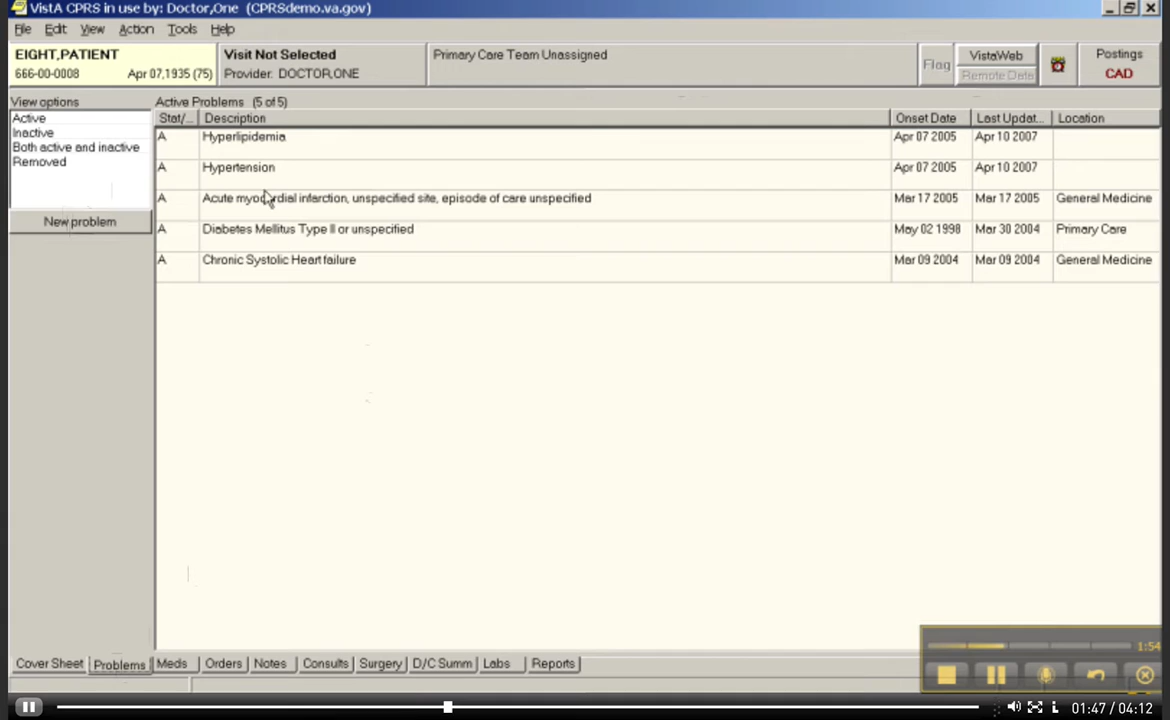 VistA CPRS in use by: Doctor,One (CPRSdemo.va.gov)
File Edit View Action Tools Help
EIGHT,PATIENT
666-00-0008 Apr 07,1935 (75)
Visit Not Selected
Provider: DOCTOR,ONE
Primary Care Team Unassigned
Flag
VistaWeb
Remote Data
Postings
CAD
View options
Active
Inactive
Both active and inactive
Removed
New problem
Active Problems (5 of 5)
Stat/... Description Onset Date Last Updat... Location
A Hyperlipidemia Apr 07 2005 Apr 10 2007
A Hypertension Apr 07 2005 Apr 10 2007
A Acute myocardial infarction, unspecified site, episode of care unspecified Mar 17 2005 Mar 17 2005 General Medicine
A Diabetes Mellitus Type II or unspecified May 02 1998 Mar 30 2004 Primary Care
A Chronic Systolic Heart failure Mar 09 2004 Mar 09 2004 General Medicine
1:54
Cover Sheet Problems Meds Orders Notes Consults Surgery D/C Summ Labs Reports
01:47 / 04:12